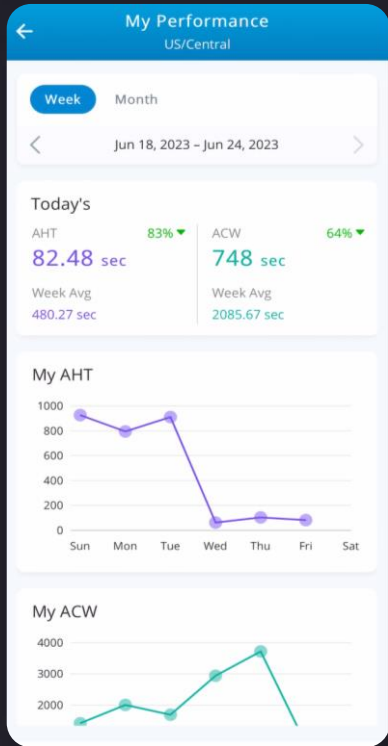 My Performance
US/Central
Week Month
Jun 18, 2023 – Jun 24, 2023
Today's
AHT 83% ACW 64%
82.48 sec 748 sec
Week Avg Week Avg
480.27 sec 2085.67 sec
My AHT
1000
800
600
400
200
0
Sun Mon Tue Wed Thu Fri Sat
My ACW
4000
3000
2000